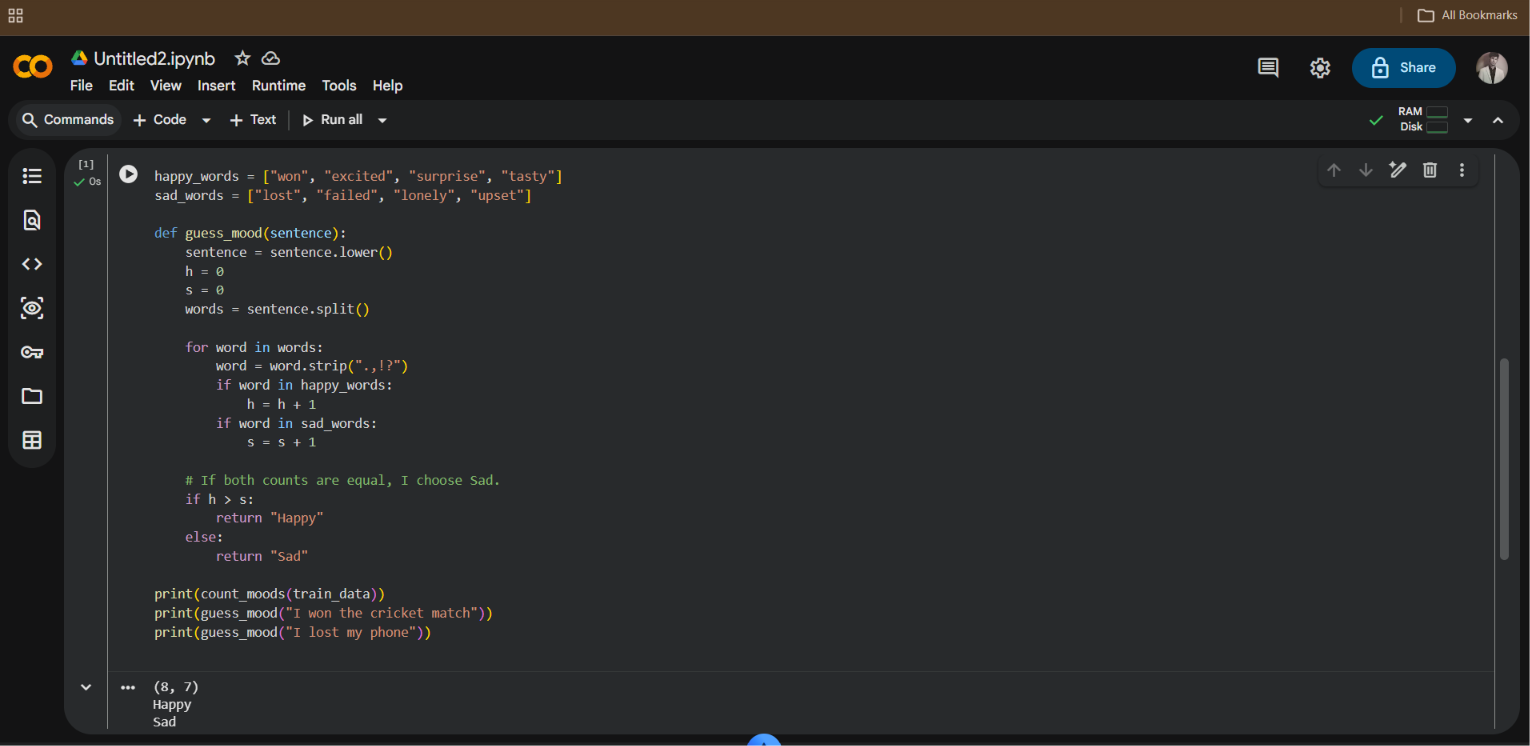 All Bookmarks
Untitled2.ipynb
File Edit View Insert Runtime Tools Help
Share
Commands + Code + Text Run all
RAM
Disk
[1]
0s
happy_words = ["won", "excited", "surprise", "tasty"]
sad_words = ["lost", "failed", "lonely", "upset"]
def guess_mood(sentence):
    sentence = sentence.lower()
    h = 0
    s = 0
    words = sentence.split()
    for word in words:
        word = word.strip(".,!?")
        if word in happy_words:
            h = h + 1
        if word in sad_words:
            s = s + 1
    # If both counts are equal, I choose Sad.
    if h > s:
        return "Happy"
    else:
        return "Sad"
print(count_moods(train_data))
print(guess_mood("I won the cricket match"))
print(guess_mood("I lost my phone"))
(8, 7)
Happy
Sad